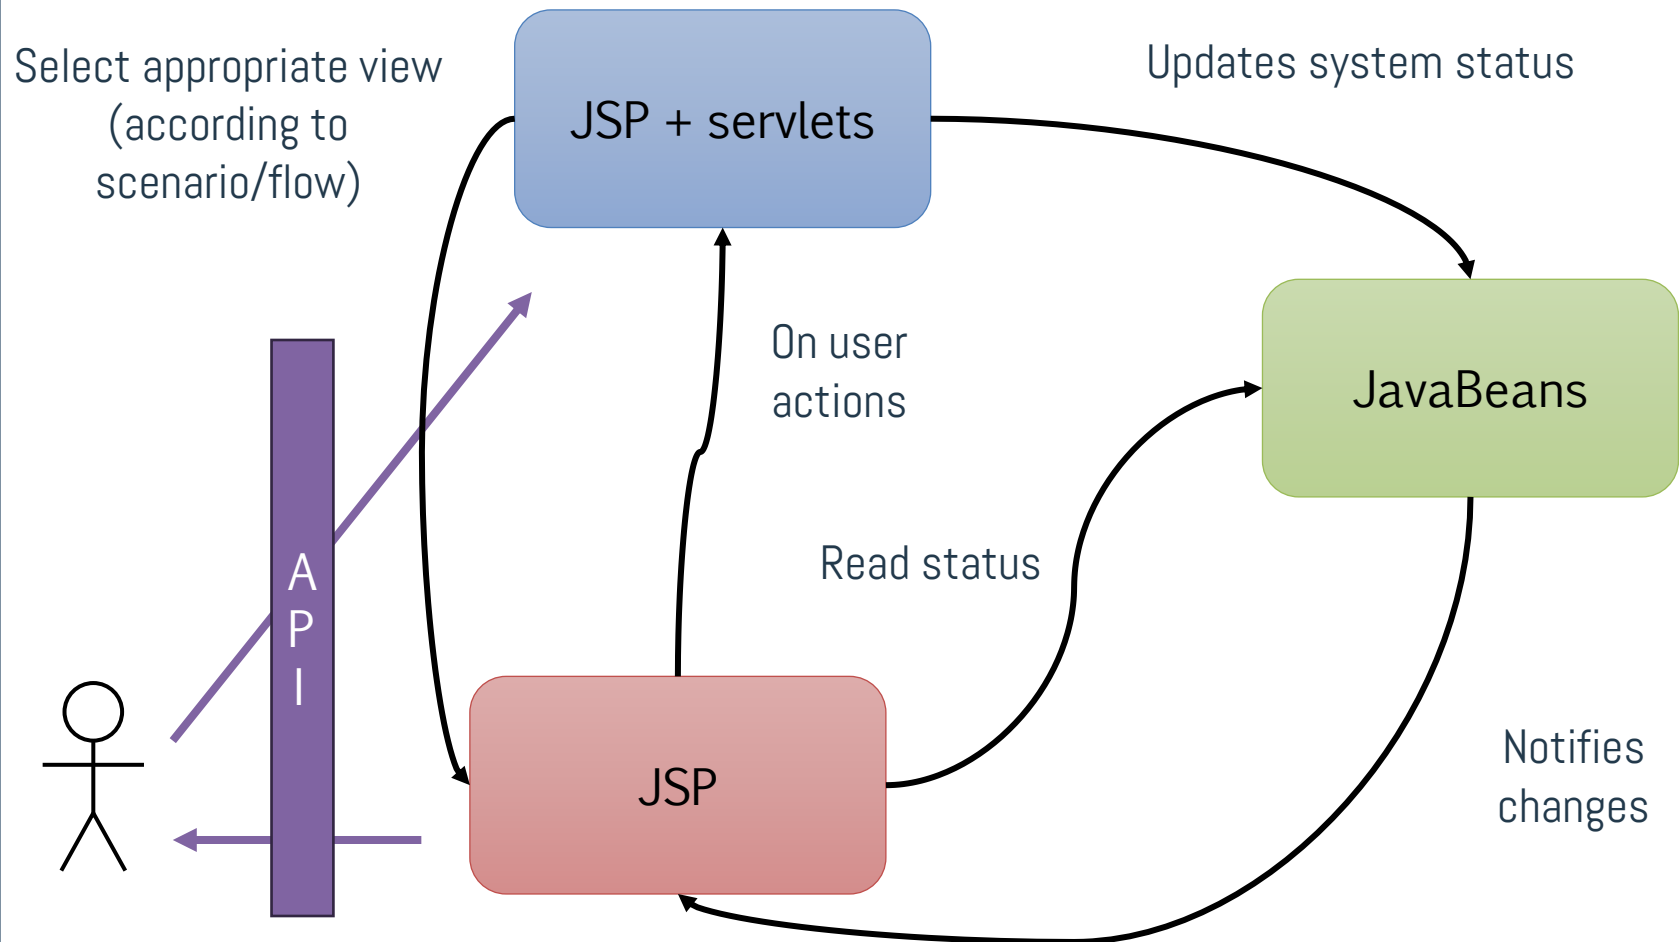 Select appropriate view
(according to
scenario/flow)
JSP + servlets
Updates system status
On user
actions
JavaBeans
Read status
A
P
I
JSP
Notifies
changes